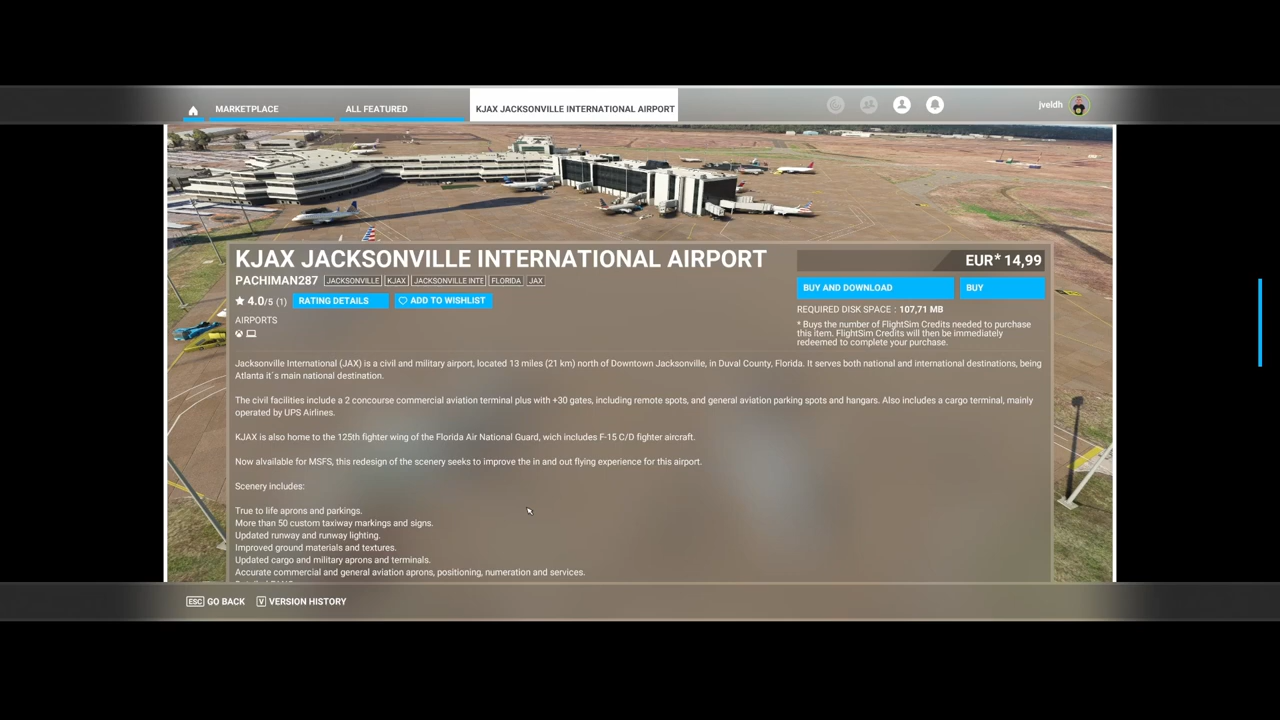 MARKETPLACE
ALL FEATURED
KJAX JACKSONVILLE INTERNATIONAL AIRPORT
jveldh
KJAX JACKSONVILLE INTERNATIONAL AIRPORT
EUR* 14,99
PACHIMAN287 JACKSONVILLE KJAX JACKSONVILLE INTE FLORIDA JAX
BUY AND DOWNLOAD
BUY
4.0/5 (1) RATING DETAILS ADD TO WISHLIST
REQUIRED DISK SPACE : 107,71 MB
AIRPORTS
* Buys the number of FlightSim Credits needed to purchase
this item. FlightSim Credits will then be immediately
redeemed to complete your purchase.
Jacksonville International (JAX) is a civil and military airport, located 13 miles (21 km) north of Downtown Jacksonville, in Duval County, Florida. It serves both national and international destinations, being
Atlanta it´s main national destination.
The civil facilities include a 2 concourse commercial aviation terminal plus with +30 gates, including remote spots, and general aviation parking spots and hangars. Also includes a cargo terminal, mainly
operated by UPS Airlines.
KJAX is also home to the 125th fighter wing of the Florida Air National Guard, wich includes F-15 C/D fighter aircraft.
Now alvailable for MSFS, this redesign of the scenery seeks to improve the in and out flying experience for this airport.
Scenery includes:
True to life aprons and parkings.
More than 50 custom taxiway markings and signs.
Updated runway and runway lighting.
Improved ground materials and textures.
Updated cargo and military aprons and terminals.
Accurate commercial and general aviation aprons, positioning, numeration and services.
ESC GO BACK V VERSION HISTORY